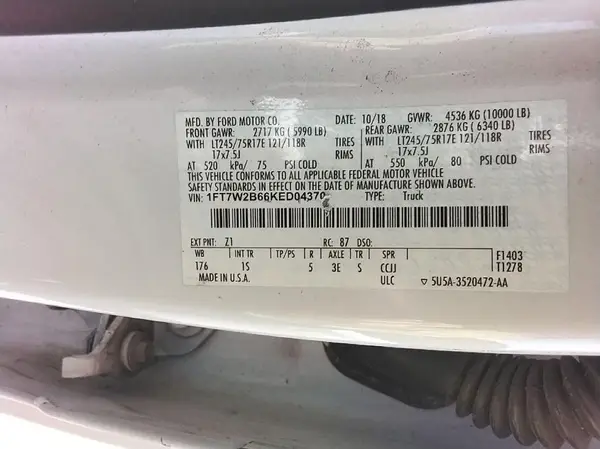 MFD. BY FORD MOTOR CO. DATE: 10/18 GVWR: 4536 KG (10000 LB)
FRONT GAWR: 2717 KG (5990 LB) REAR GAWR: 2876 KG (6340 LB)
WITH LT245/75R17E 121/118R TIRES WITH LT245/75R17E 121/118R TIRES
17x7.5J RIMS 17x7.5J RIMS
AT 520 kPa/ 75 PSI COLD AT 550 kPa/ 80 PSI COLD
THIS VEHICLE CONFORMS TO ALL APPLICABLE FEDERAL MOTOR VEHICLE
SAFETY STANDARDS IN EFFECT ON THE DATE OF MANUFACTURE SHOWN ABOVE.
VIN: 1FT7W2B66KED04370 TYPE: Truck
EXT PNT: Z1 RC: 87 DSO:
WB INT TR TP/PS R AXLE TR SPR F1403
176 1S 5 3E S CCJJ T1278
MADE IN U.S.A. ULC ▽ 5U5A-3520472-AA